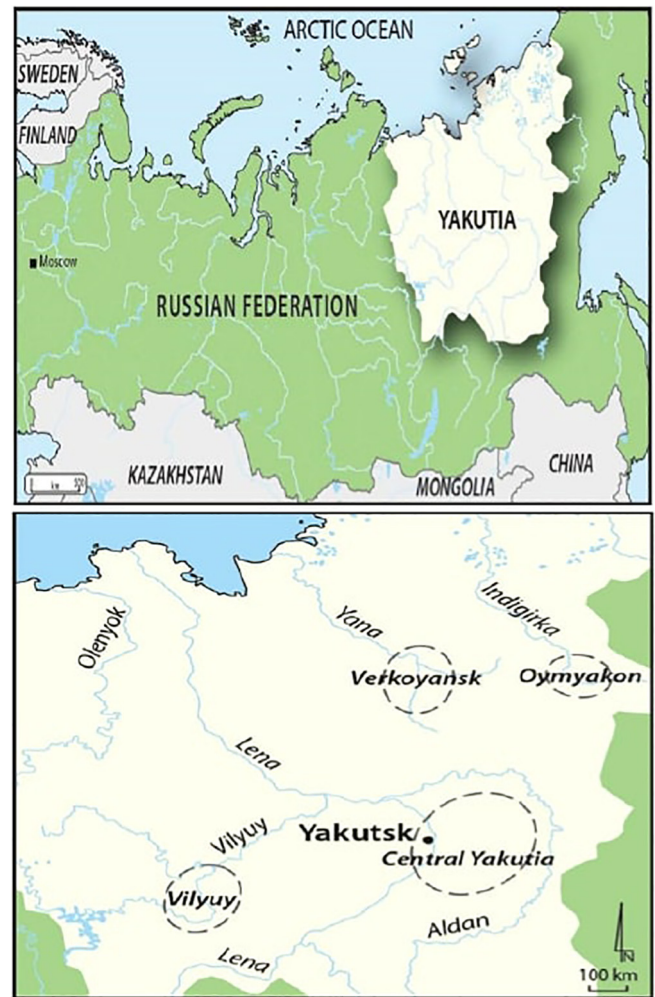 ARCTIC OCEAN
SWEDEN
FINLAND
YAKUTIA
Moscow
RUSSIAN FEDERATION
KAZAKHSTAN
CHINA
MONGOLIA
km
Olenyok
Yana
Indigirka
Verkoyansk
Oymyakon
Lena
Vilyuy
Yakutsk
Central Yakutia
Vilyuy
Aldan
Lena
N
100 km